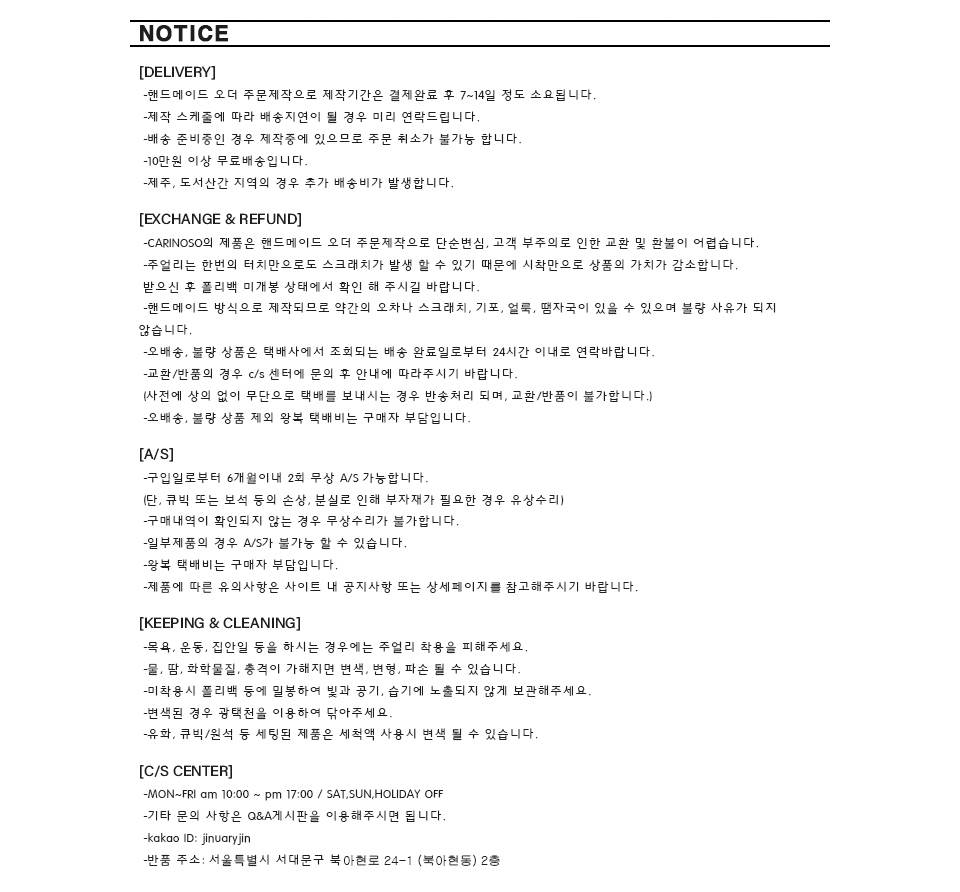 NOTICE
[DELIVERY]
-핸드메이드 오더 주문제작으로 제작기간은 결제완료 후 7~14일 정도 소요됩니다.
-제작 스케줄에 따라 배송지연이 될 경우 미리 연락드립니다.
-배송 준비중인 경우 제작중에 있으므로 주문 취소가 불가능 합니다.
-10만원 이상 무료배송입니다.
-제주, 도서산간 지역의 경우 추가 배송비가 발생합니다.
[EXCHANGE & REFUND]
-CARINOSO의 제품은 핸드메이드 오더 주문제작으로 단순변심, 고객 부주의로 인한 교환 및 환불이 어렵습니다.
-주얼리는 한번의 터치만으로도 스크래치가 발생 할 수 있기 때문에 시착만으로 상품의 가치가 감소합니다.
받으신 후 폴리백 미개봉 상태에서 확인 해 주시길 바랍니다.
-핸드메이드 방식으로 제작되므로 약간의 오차나 스크래치, 기포, 얼룩, 땜자국이 있을 수 있으며 불량 사유가 되지
않습니다.
-오배송, 불량 상품은 택배사에서 조회되는 배송 완료일로부터 24시간 이내로 연락바랍니다.
-교환/반품의 경우 c/s 센터에 문의 후 안내에 따라주시기 바랍니다.
(사전에 상의 없이 무단으로 택배를 보내시는 경우 반송처리 되며, 교환/반품이 불가합니다.)
-오배송, 불량 상품 제외 왕복 택배비는 구매자 부담입니다.
[A/S]
-구입일로부터 6개월이내 2회 무상 A/S 가능합니다.
(단, 큐빅 또는 보석 등의 손상, 분실로 인해 부자재가 필요한 경우 유상수리)
-구매내역이 확인되지 않는 경우 무상수리가 불가합니다.
-일부제품의 경우 A/S가 불가능 할 수 있습니다.
-왕복 택배비는 구매자 부담입니다.
-제품에 따른 유의사항은 사이트 내 공지사항 또는 상세페이지를 참고해주시기 바랍니다.
[KEEPING & CLEANING]
-목욕, 운동, 집안일 등을 하시는 경우에는 주얼리 착용을 피해주세요.
-물, 땀, 화학물질, 충격이 가해지면 변색, 변형, 파손 될 수 있습니다.
-미착용시 폴리백 등에 밀봉하여 빛과 공기, 습기에 노출되지 않게 보관해주세요.
-변색된 경우 광택천을 이용하여 닦아주세요.
-유화, 큐빅/원석 등 세팅된 제품은 세척액 사용시 변색 될 수 있습니다.
[C/S CENTER]
-MON~FRI am 10:00 ~ pm 17:00 / SAT,SUN,HOLIDAY OFF
-기타 문의 사항은 Q&A게시판을 이용해주시면 됩니다.
-kakao ID: jinuaryjin
-반품 주소: 서울특별시 서대문구 북아현로 24-1 (북아현동) 2층